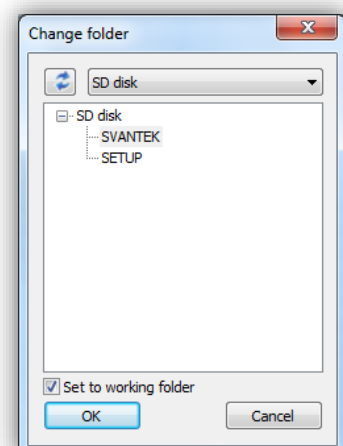 Change folder
SD disk
SD disk
SVANTEK
SETUP
Set to working folder
OK Cancel